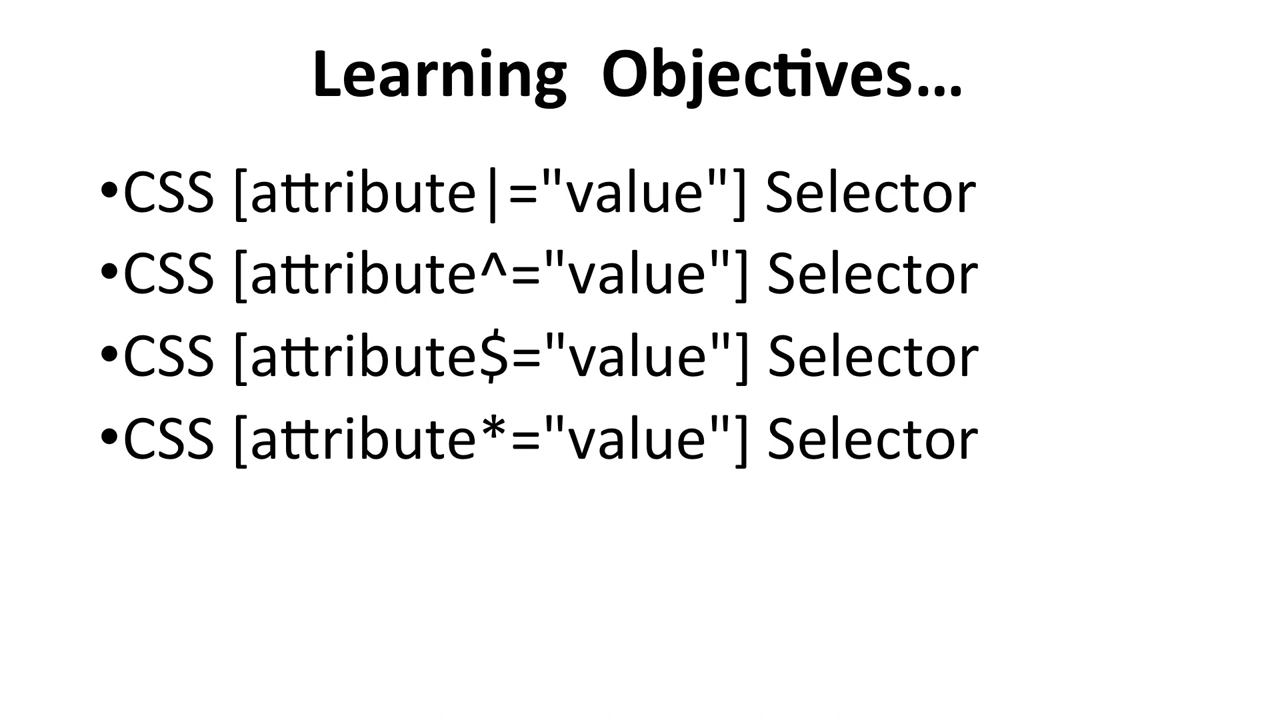 Learning Objectives...
•CSS [attribute|="value"] Selector
•CSS [attribute^="value"] Selector
•CSS [attribute$="value"] Selector
•CSS [attribute*="value"] Selector